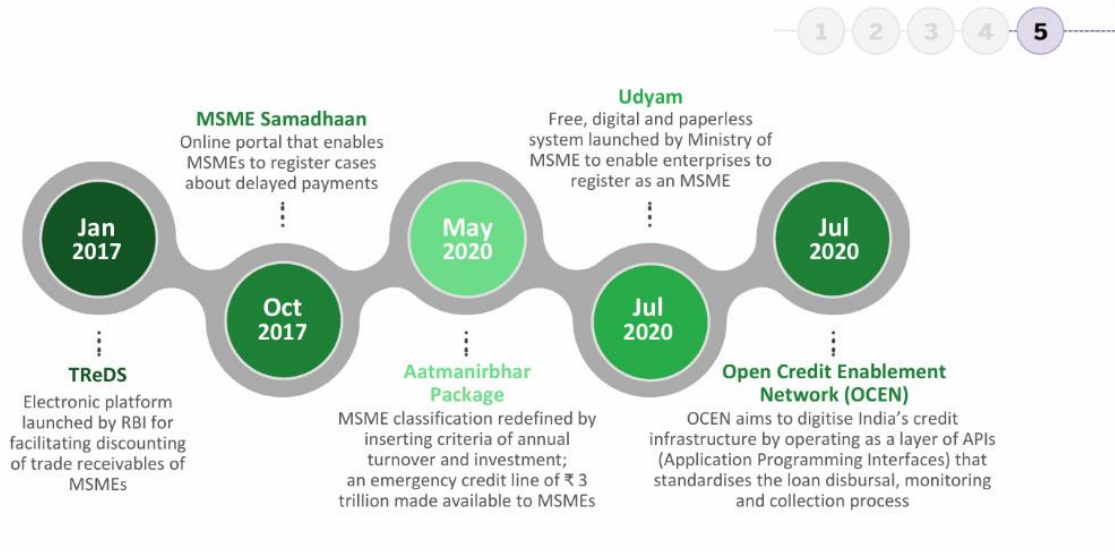 1 2 3 4 5
Jan
2017
TReDS
Electronic platform
launched by RBI for
facilitating discounting
of trade receivables of
MSMEs
MSME Samadhaan
Online portal that enables
MSMEs to register cases
about delayed payments
Oct
2017
May
2020
Aatmanirbhar
Package
MSME classification redefined by
inserting criteria of annual
turnover and investment;
an emergency credit line of ₹ 3
trillion made available to MSMEs
Udyam
Free, digital and paperless
system launched by Ministry of
MSME to enable enterprises to
register as an MSME
Jul
2020
Jul
2020
Open Credit Enablement
Network (OCEN)
OCEN aims to digitise India's credit
infrastructure by operating as a layer of APIs
(Application Programming Interfaces) that
standardises the loan disbursal, monitoring
and collection process